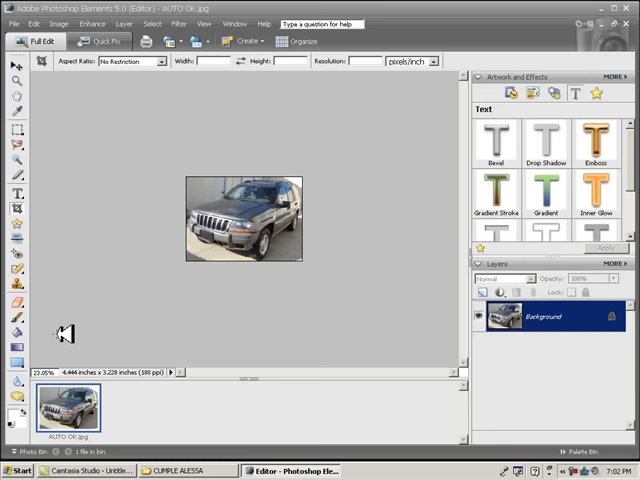 Adobe Photoshop Elements 5.0 (Editor) - AUTO OK.jpg
File Edit Image Enhance Layer Select Filter View Window Help Type a question for help
Full Edit Quick Fix Create Organize
Aspect Ratio: No Restriction Width: Height: Resolution: pixels/inch
Artwork and Effects MORE
Text
Bevel Drop Shadow Emboss
Gradient Stroke Gradient Inner Glow
Apply
Layers MORE
Normal Opacity: 100%
Lock:
Background
23.05% 4.444 inches x 3.228 inches (180 ppi)
AUTO OK.jpg
Photo Bin 1 file in bin Palette Bin
Start Camtasia Studio - Untitle... CUMPLE ALESSA Editor - Photoshop Ele... 7:02 PM